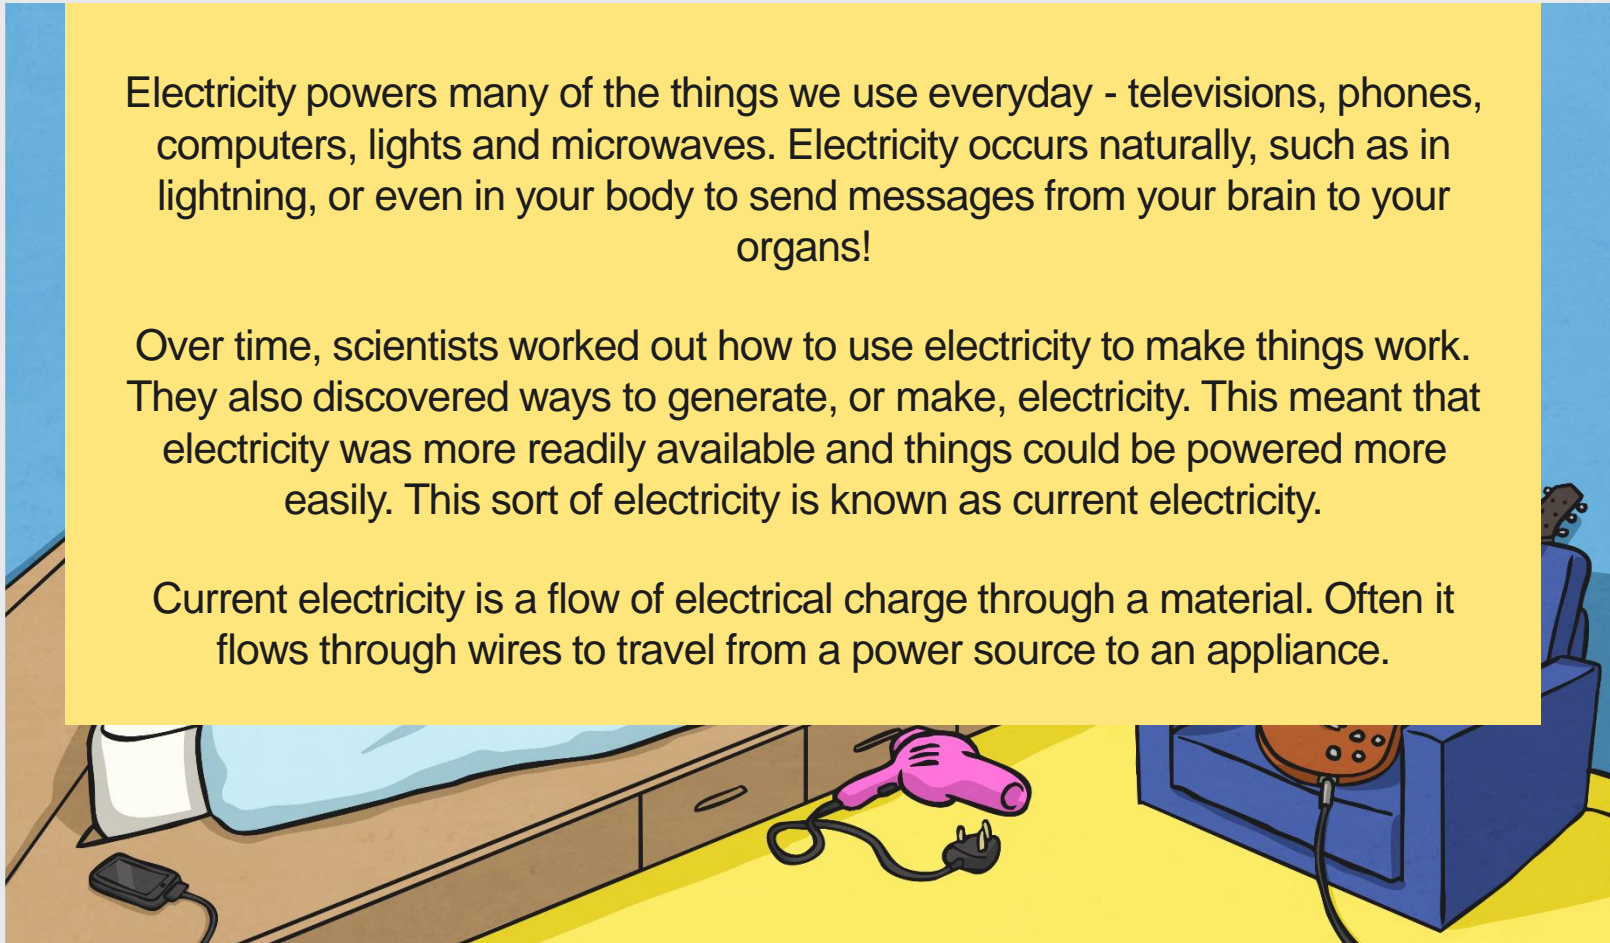 Electricity powers many of the things we use everyday - televisions, phones,
computers, lights and microwaves. Electricity occurs naturally, such as in
lightning, or even in your body to send messages from your brain to your
organs!
Over time, scientists worked out how to use electricity to make things work.
They also discovered ways to generate, or make, electricity. This meant that
electricity was more readily available and things could be powered more
easily. This sort of electricity is known as current electricity.
Current electricity is a flow of electrical charge through a material. Often it
flows through wires to travel from a power source to an appliance.